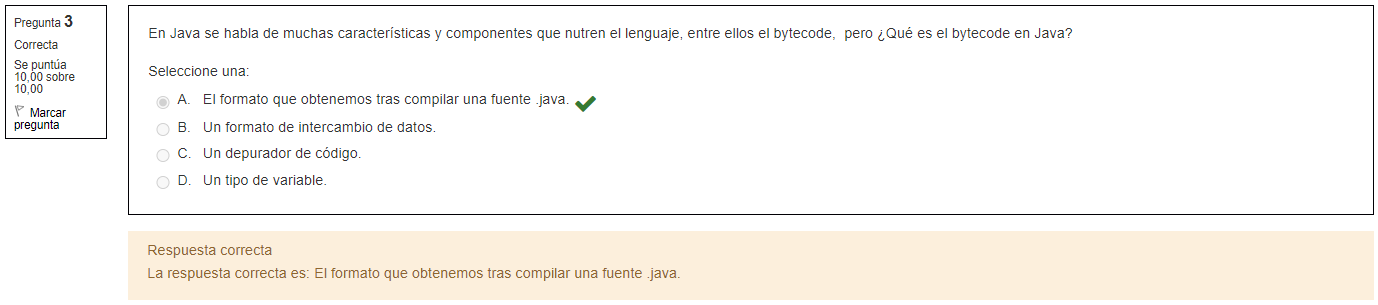 Pregunta 3
Correcta
Se puntúa
10,00 sobre
10,00
Marcar
pregunta
En Java se habla de muchas características y componentes que nutren el lenguaje, entre ellos el bytecode,  pero ¿Qué es el bytecode en Java?
Seleccione una:
A. El formato que obtenemos tras compilar una fuente .java.
B. Un formato de intercambio de datos.
C. Un depurador de código.
D. Un tipo de variable.
Respuesta correcta
La respuesta correcta es: El formato que obtenemos tras compilar una fuente .java.